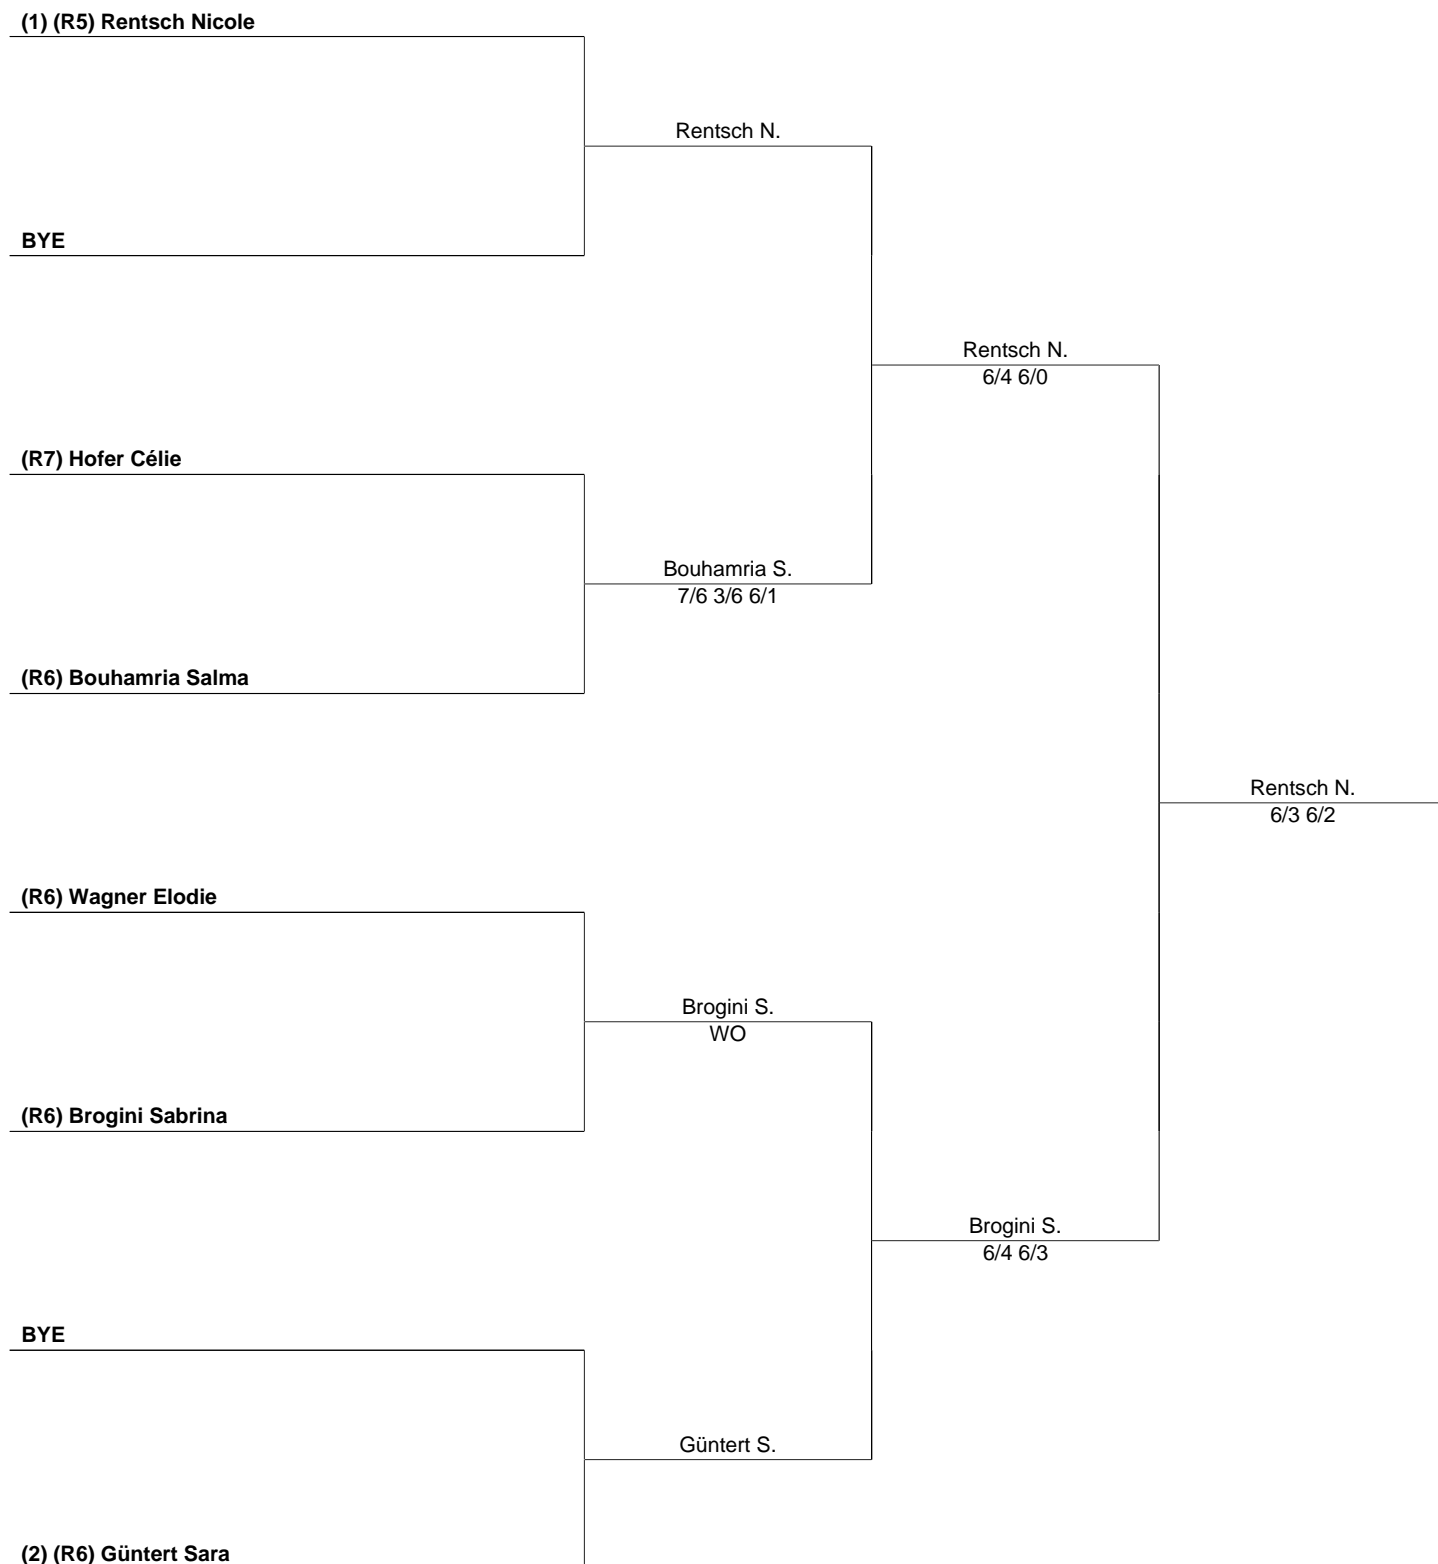 (1) (R5) Rentsch Nicole
Rentsch N.
BYE
Rentsch N.
6/4 6/0
(R7) Hofer Célie
Bouhamria S.
7/6 3/6 6/1
(R6) Bouhamria Salma
Rentsch N.
6/3 6/2
(R6) Wagner Elodie
Brogini S.
WO
(R6) Brogini Sabrina
Brogini S.
6/4 6/3
BYE
Güntert S.
(2) (R6) Güntert Sara